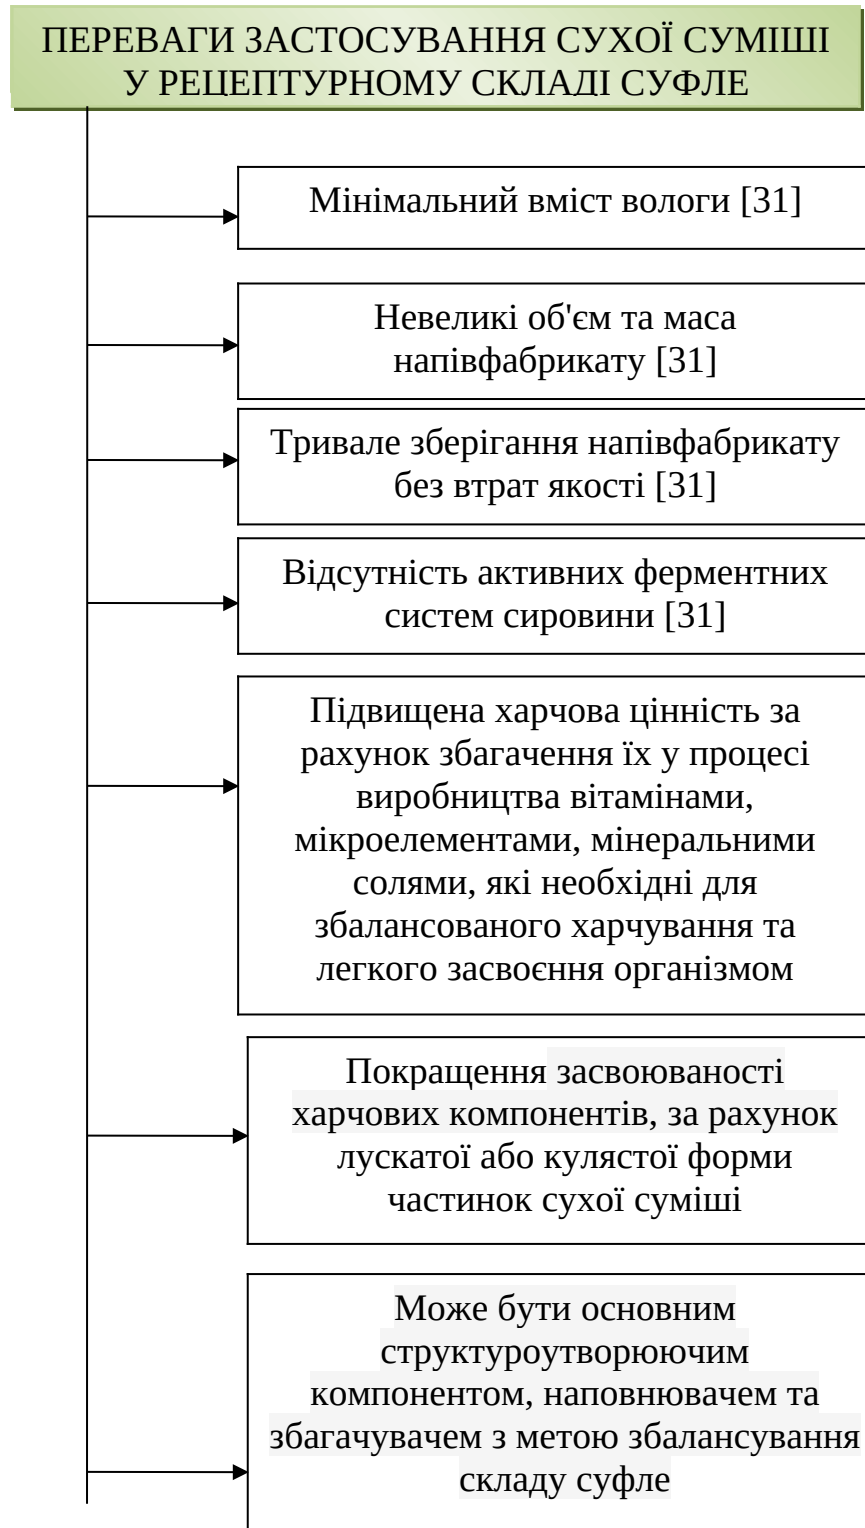 ПЕРЕВАГИ ЗАСТОСУВАННЯ СУХОЇ СУМІШІ
У РЕЦЕПТУРНОМУ СКЛАДІ СУФЛЕ
Мінімальний вміст вологи [31]
Невеликі об'єм та маса
напівфабрикату [31]
Тривале зберігання напівфабрикату
без втрат якості [31]
Відсутність активних ферментних
систем сировини [31]
Підвищена харчова цінність за
рахунок збагачення їх у процесі
виробництва вітамінами,
мікроелементами, мінеральними
солями, які необхідні для
збалансованого харчування та
легкого засвоєння організмом
Покращення засвоюваності
харчових компонентів, за рахунок
лускатої або кулястої форми
частинок сухої суміші
Може бути основним
структуроутворюючим
компонентом, наповнювачем та
збагачувачем з метою збалансування
складу суфле